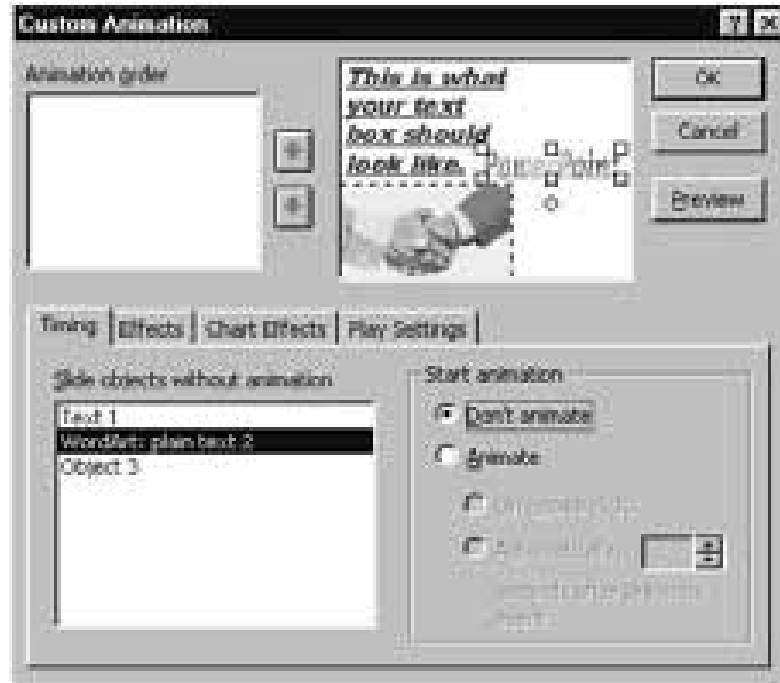 Custom Animation
Animation order
This is what
your text
box should
look like.
OK
Cancel
Preview
Timing
Effects
Chart Effects
Play Settings
Slide objects without animation
Text 1
WordArt: plain text 2
Object 3
Start animation
Don't animate
Animate